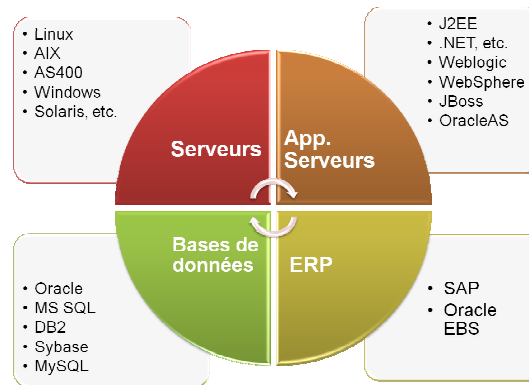 • Linux
• AIX
• AS400
• Windows
• Solaris, etc.
• J2EE
• .NET, etc.
• Weblogic
• WebSphere
• JBoss
• OracleAS
Serveurs
App.
Serveurs
Bases de
données
ERP
• Oracle
• MS SQL
• DB2
• Sybase
• MySQL
• SAP
• Oracle
EBS